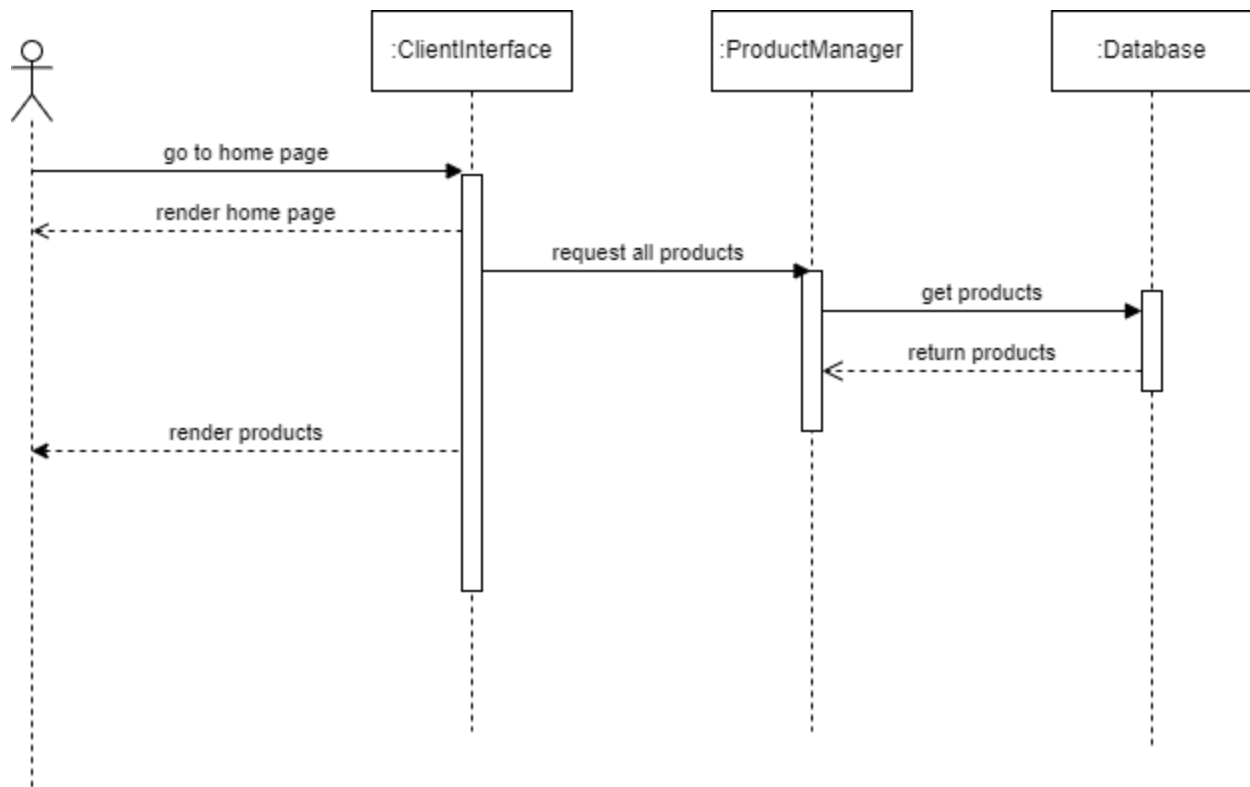 :ClientInterface
:ProductManager
:Database
go to home page
render home page
request all products
get products
return products
render products